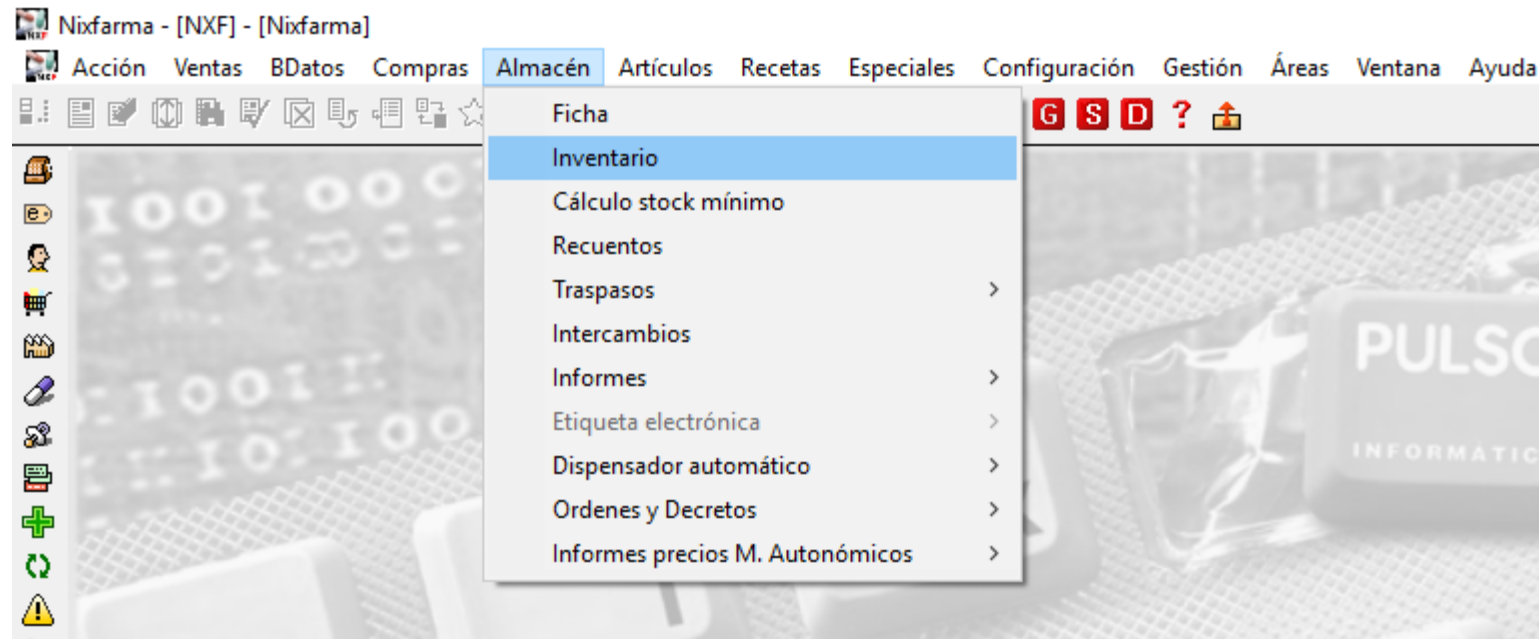 Nixfarma - [NXF] - [Nixfarma]
Acción Ventas BDatos Compras Almacén Artículos Recetas Especiales Configuración Gestión Áreas Ventana Ayuda
G S D ?
Ficha
Inventario
Cálculo stock mínimo
Recuentos
Traspasos
Intercambios
Informes
Etiqueta electrónica
Dispensador automático
Ordenes y Decretos
Informes precios M. Autonómicos
PULSO
INFORMÁTIC